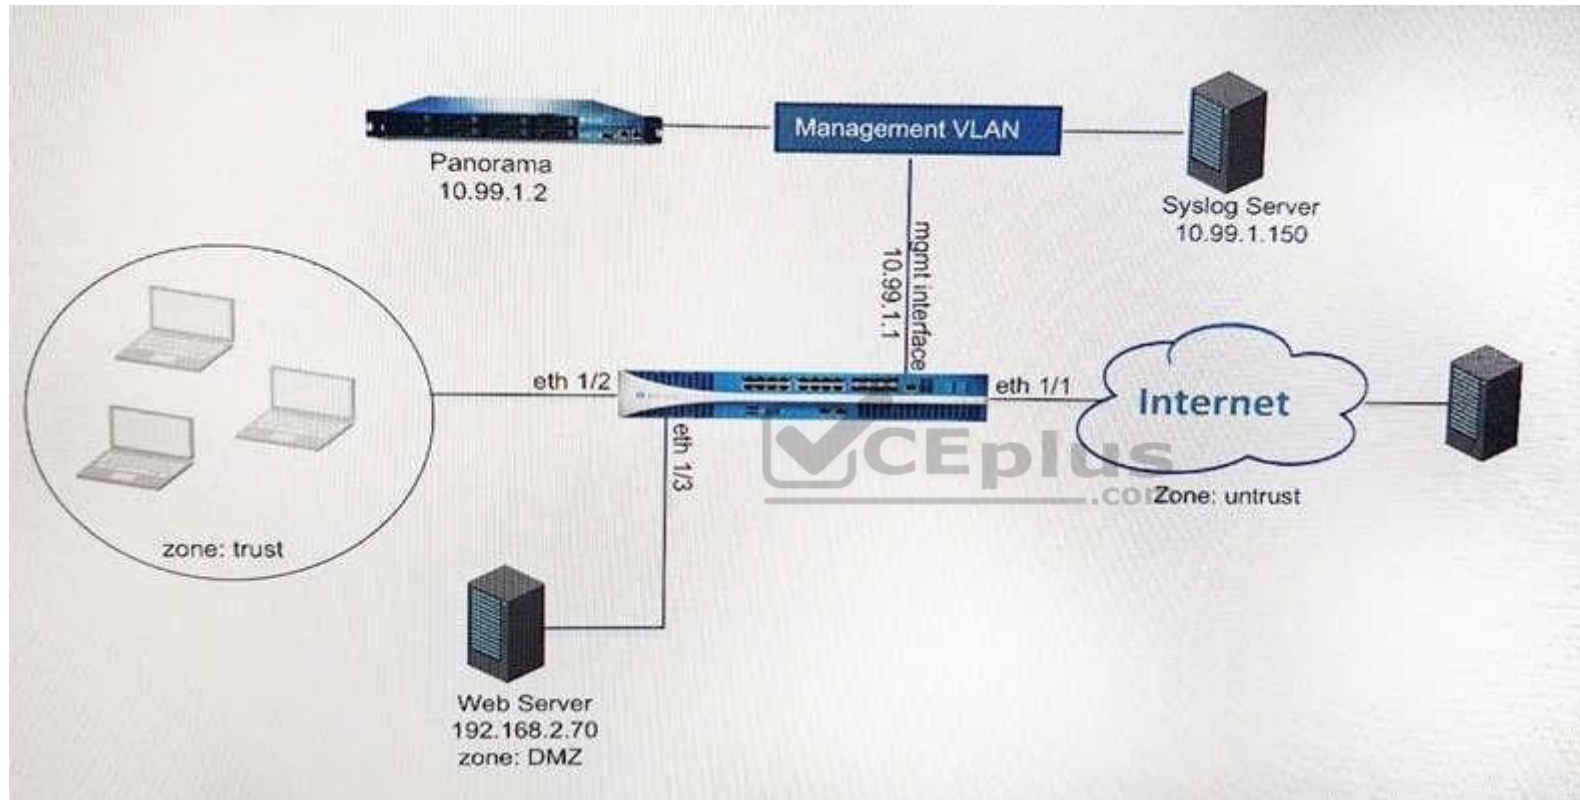 Management VLAN
Panorama
10.99.1.2
Syslog Server
10.99.1.150
mgmt interface
10.99.1.1
eth 1/2
eth 1/1
Internet
eth 1/3
CEplus
.com
Zone: untrust
zone: trust
Web Server
192.168.2.70
zone: DMZ